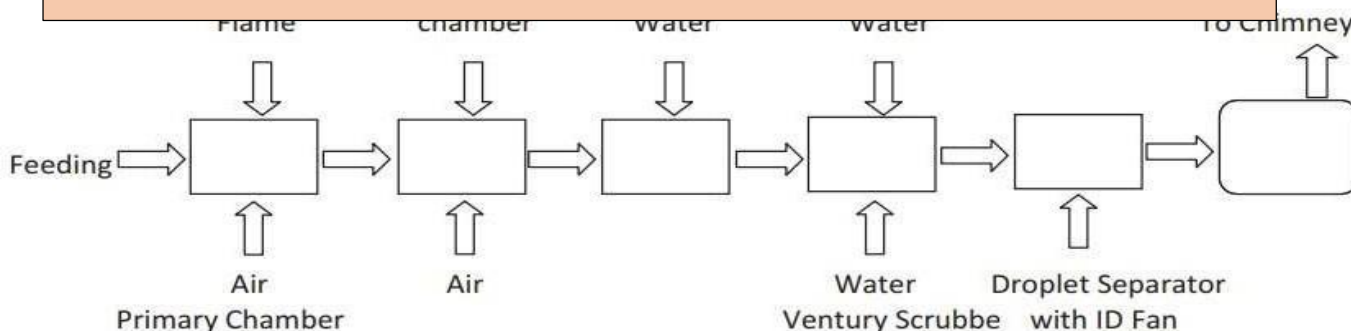 Flame chamber Water Water To Chimney
Feeding
Air Air Water Droplet Separator
Primary Chamber Ventury Scrubbe with ID Fan